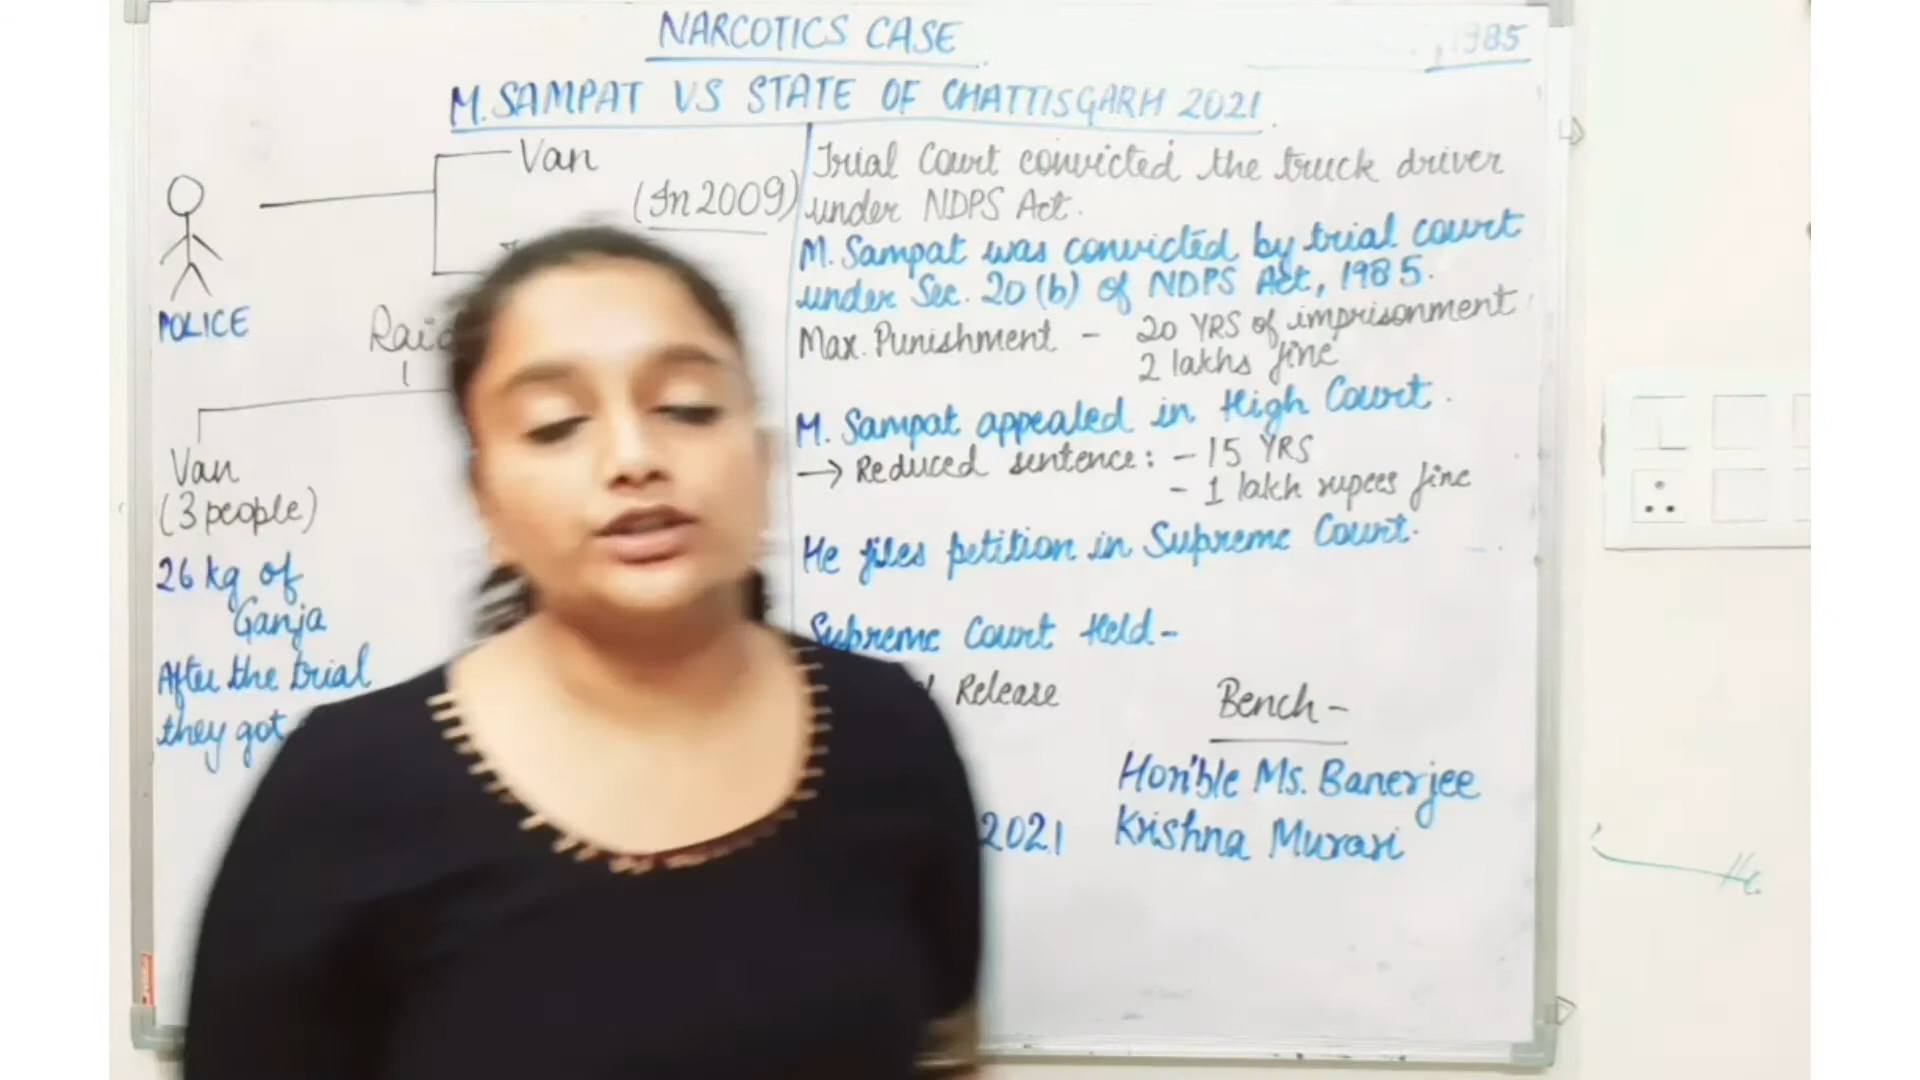 NARCOTICS CASE
, 1985
M. SAMPAT VS STATE OF CHATTISGARH 2021
Van
(In 2009)
POLICE
Van
(3 people)
26 kg of
Ganja
After the trial
they got
Trial Court convicted the truck driver
under NDPS Act.
M. Sampat was convicted by trial court
under Sec. 20 (b) of NDPS Act, 1985.
Max. Punishment - 20 YRS of imprisonment
2 lakhs fine
M. Sampat appealed in High Court.
→ Reduced sentence: - 15 YRS
- 1 lakh rupees fine
He files petition in Supreme Court.
Supreme Court Held -
Release
2021
Bench -
Hon'ble Ms. Banerjee
Krishna Murari